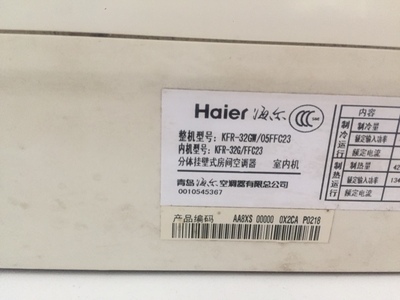 Haier 海尔
整机型号: KFR-32GW/05FFC23
内机型号: KFR-32G/FFC23
分体挂壁式房间空调器 室内机
青岛海尔空调器有限总公司
0010545367
产品编码 AA8XS 00000 0X2CA P0218
内容
制冷运行
制冷量
额定输入功率
额定电流
制热运行
制热量 42
额定输入功率 134
额定电流